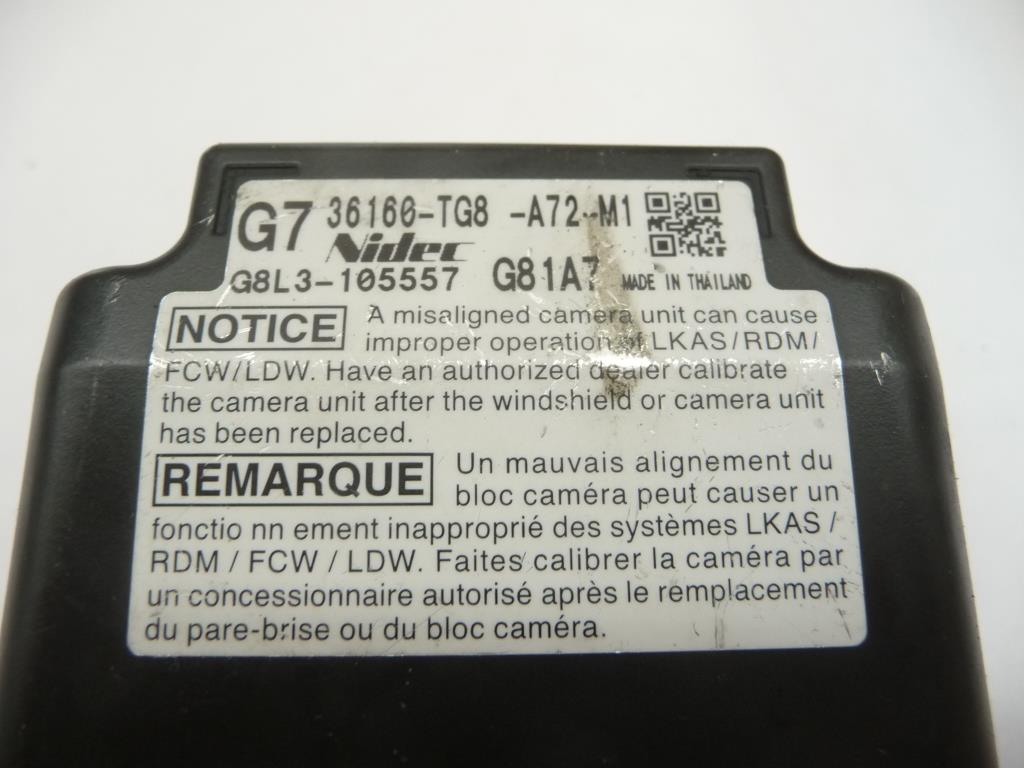 G7 36160-TG8 -A72-M1
Nidec
G8L3-105557 G81A7 MADE IN THAILAND
NOTICE A misaligned camera unit can cause
improper operation of LKAS/RDM/
FCW/LDW. Have an authorized dealer calibrate
the camera unit after the windshield or camera unit
has been replaced.
REMARQUE Un mauvais alignement du
bloc caméra peut causer un
fonctio nn ement inapproprié des systèmes LKAS /
RDM / FCW / LDW. Faites calibrer la caméra par
un concessionnaire autorisé après le remplacement
du pare-brise ou du bloc caméra.